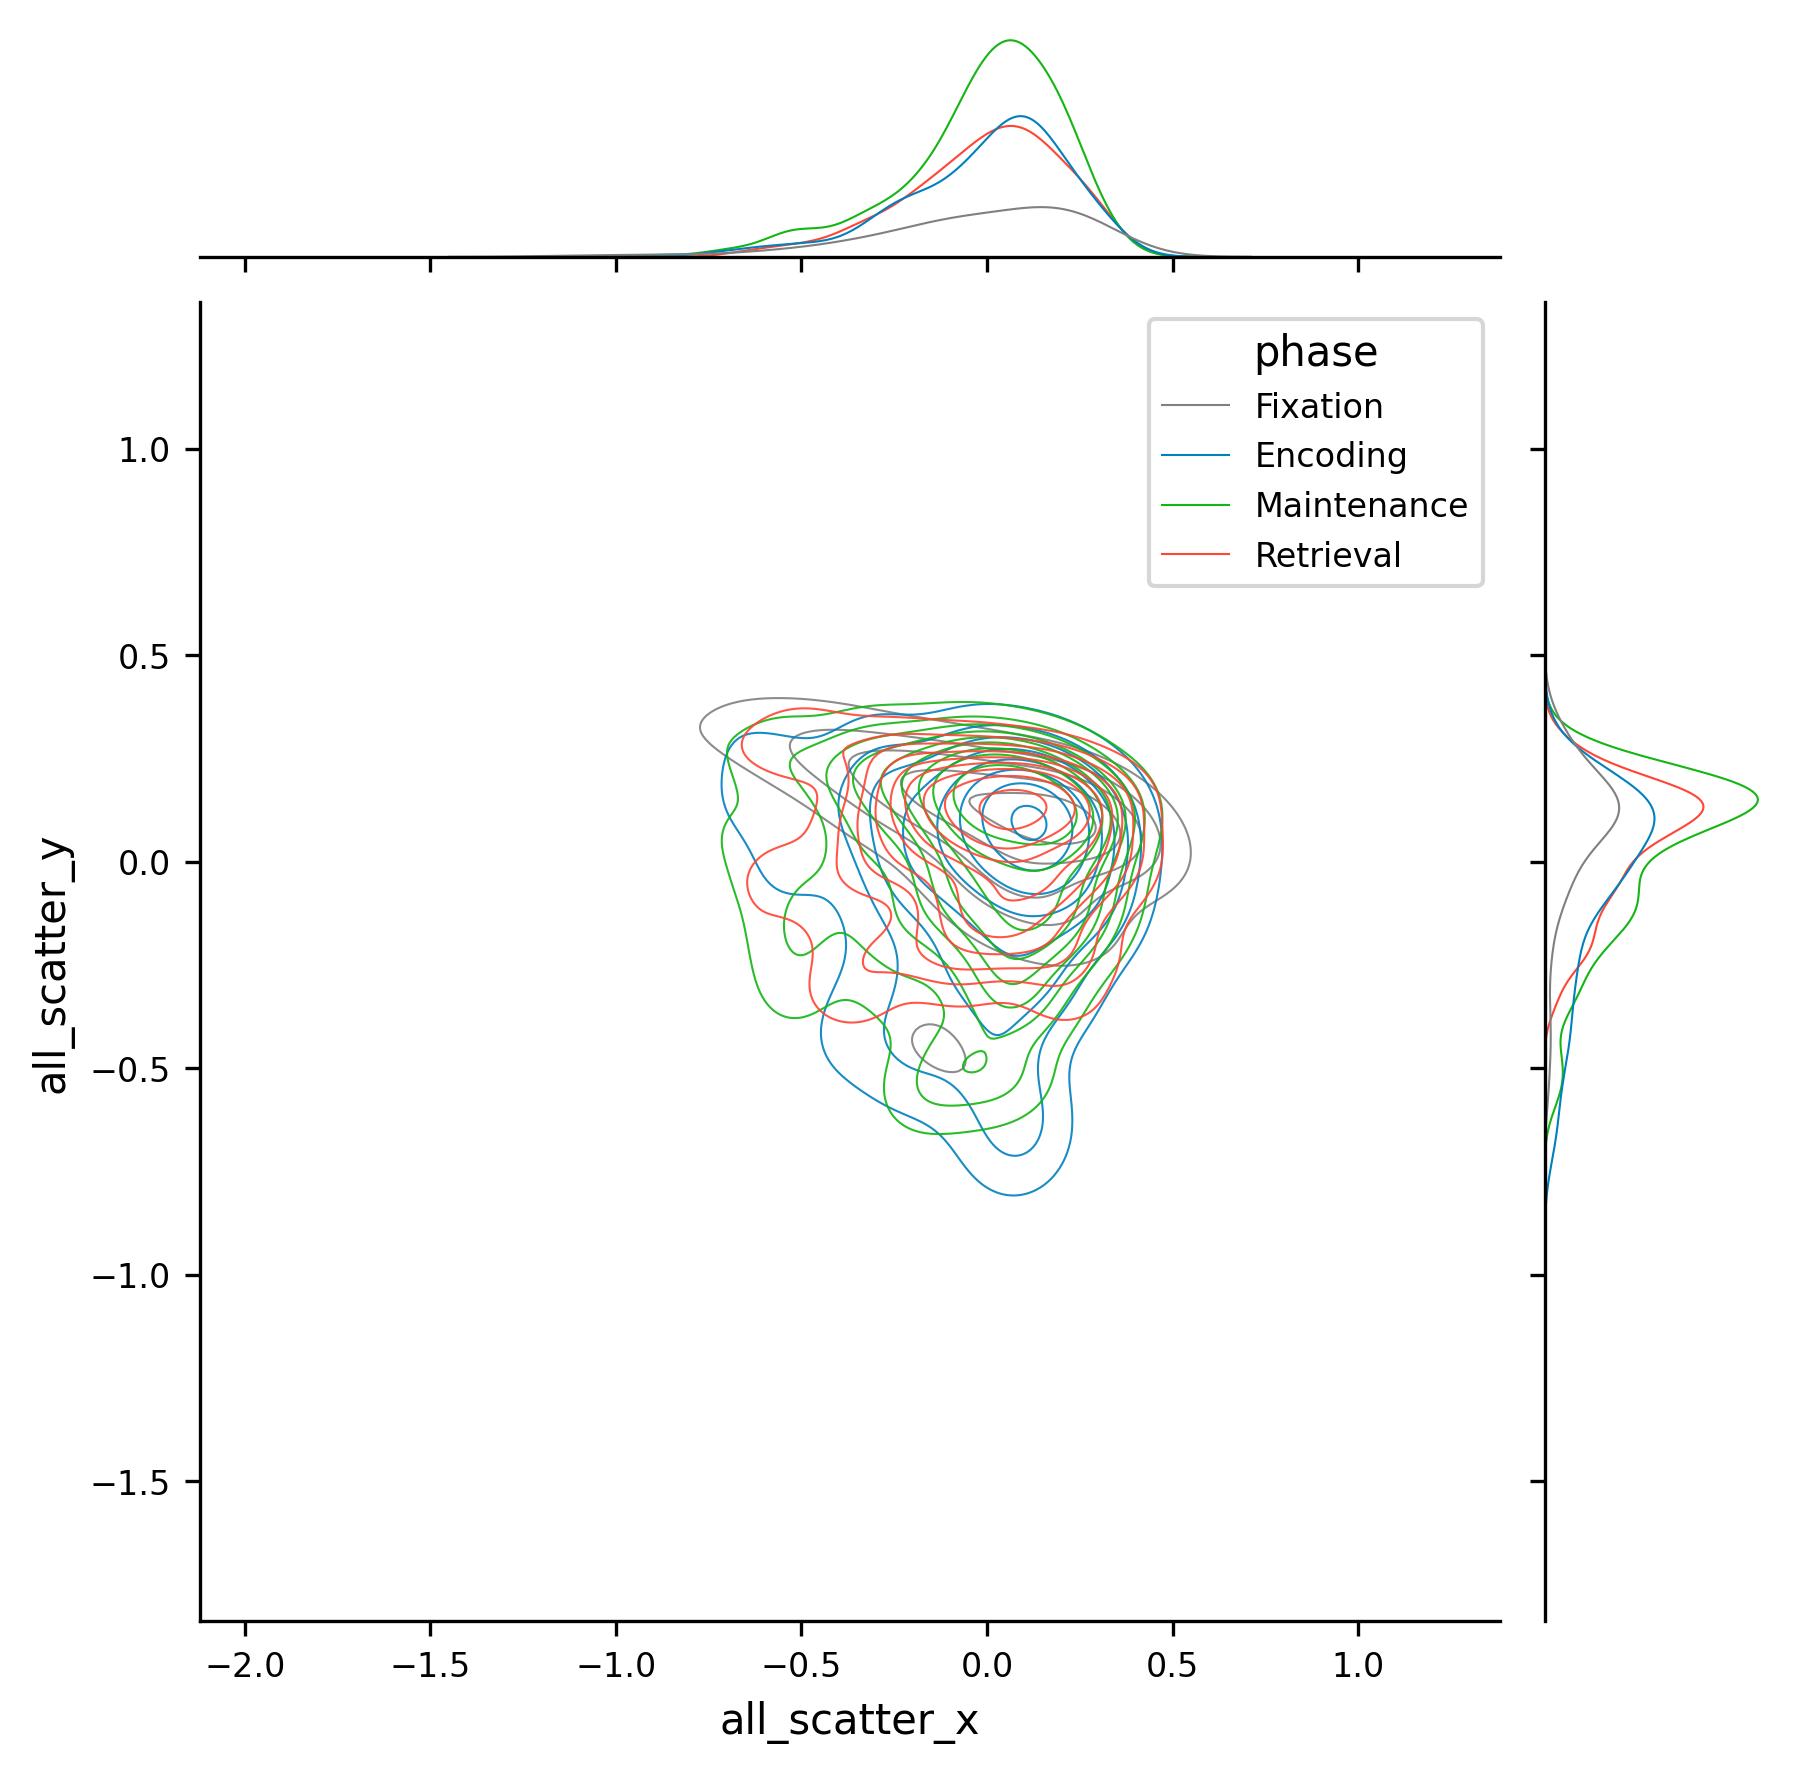 phase
Fixation
Encoding
Maintenance
Retrieval
1.0
0.5
0.0
−0.5
−1.0
−1.5
all_scatter_y
−2.0 −1.5 −1.0 −0.5 0.0 0.5 1.0
all_scatter_x